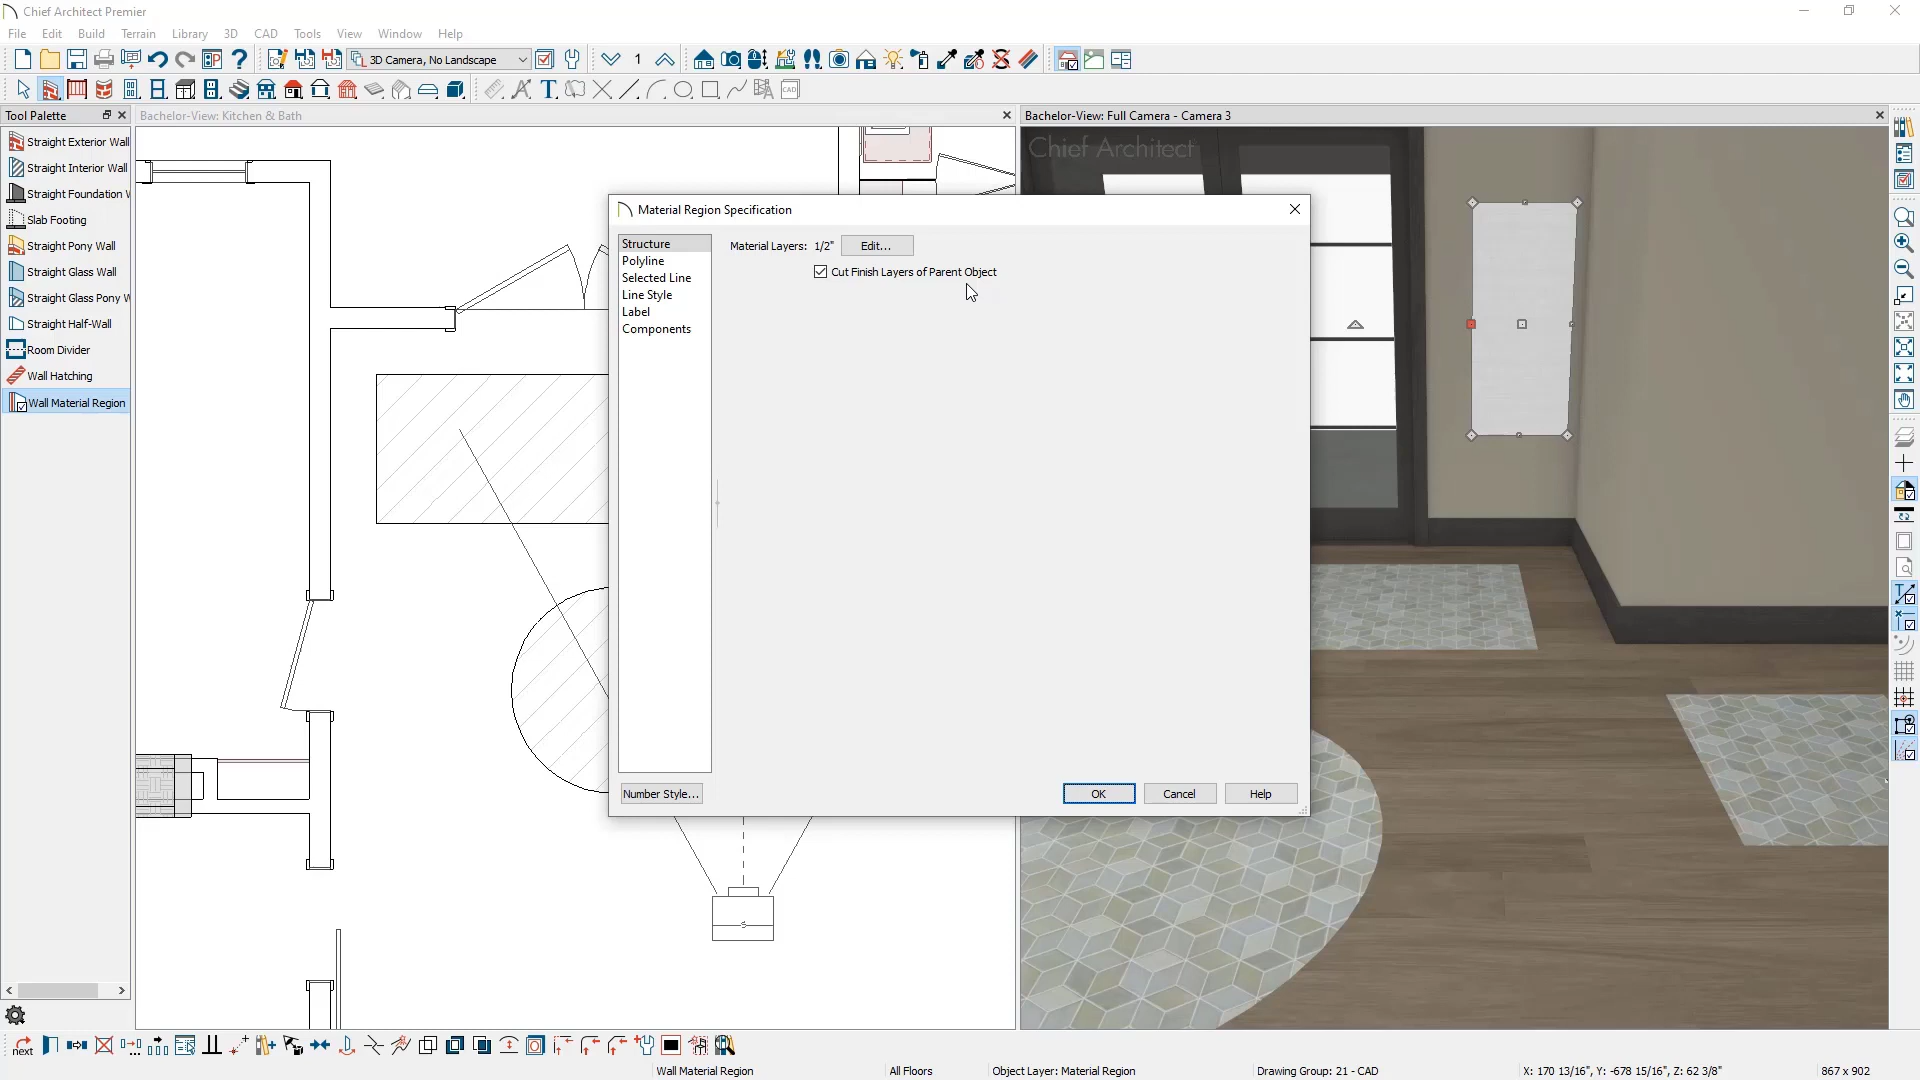 Chief Architect Premier
File Edit Build Terrain Library 3D CAD Tools View Window Help
3D Camera, No Landscape
1
Tool Palette
Bachelor-View: Kitchen & Bath
Bachelor-View: Full Camera - Camera 3
Chief Architect
Straight Exterior Wall
Straight Interior Wall
Straight Foundation W
Slab Footing
Straight Pony Wall
Straight Glass Wall
Straight Glass Pony W
Straight Half-Wall
Room Divider
Wall Hatching
Wall Material Region
Material Region Specification
Structure
Polyline
Selected Line
Line Style
Label
Components
Material Layers: 1/2" Edit...
Cut Finish Layers of Parent Object
Number Style...
OK
Cancel
Help
next
Wall Material Region
All Floors
Object Layer: Material Region
Drawing Group: 21 - CAD
X: 170 13/16", Y: -678 15/16", Z: 62 3/8"
867 x 902